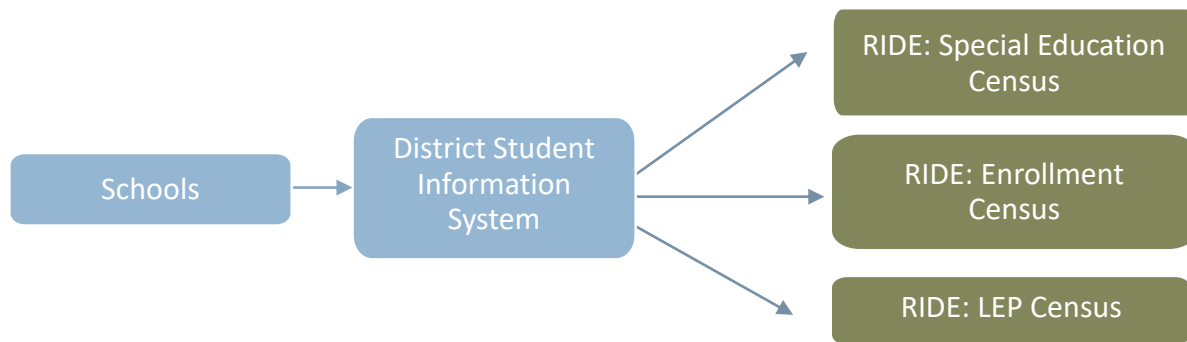 Schools
District Student
Information
System
RIDE: Special Education
Census
RIDE: Enrollment
Census
RIDE: LEP Census